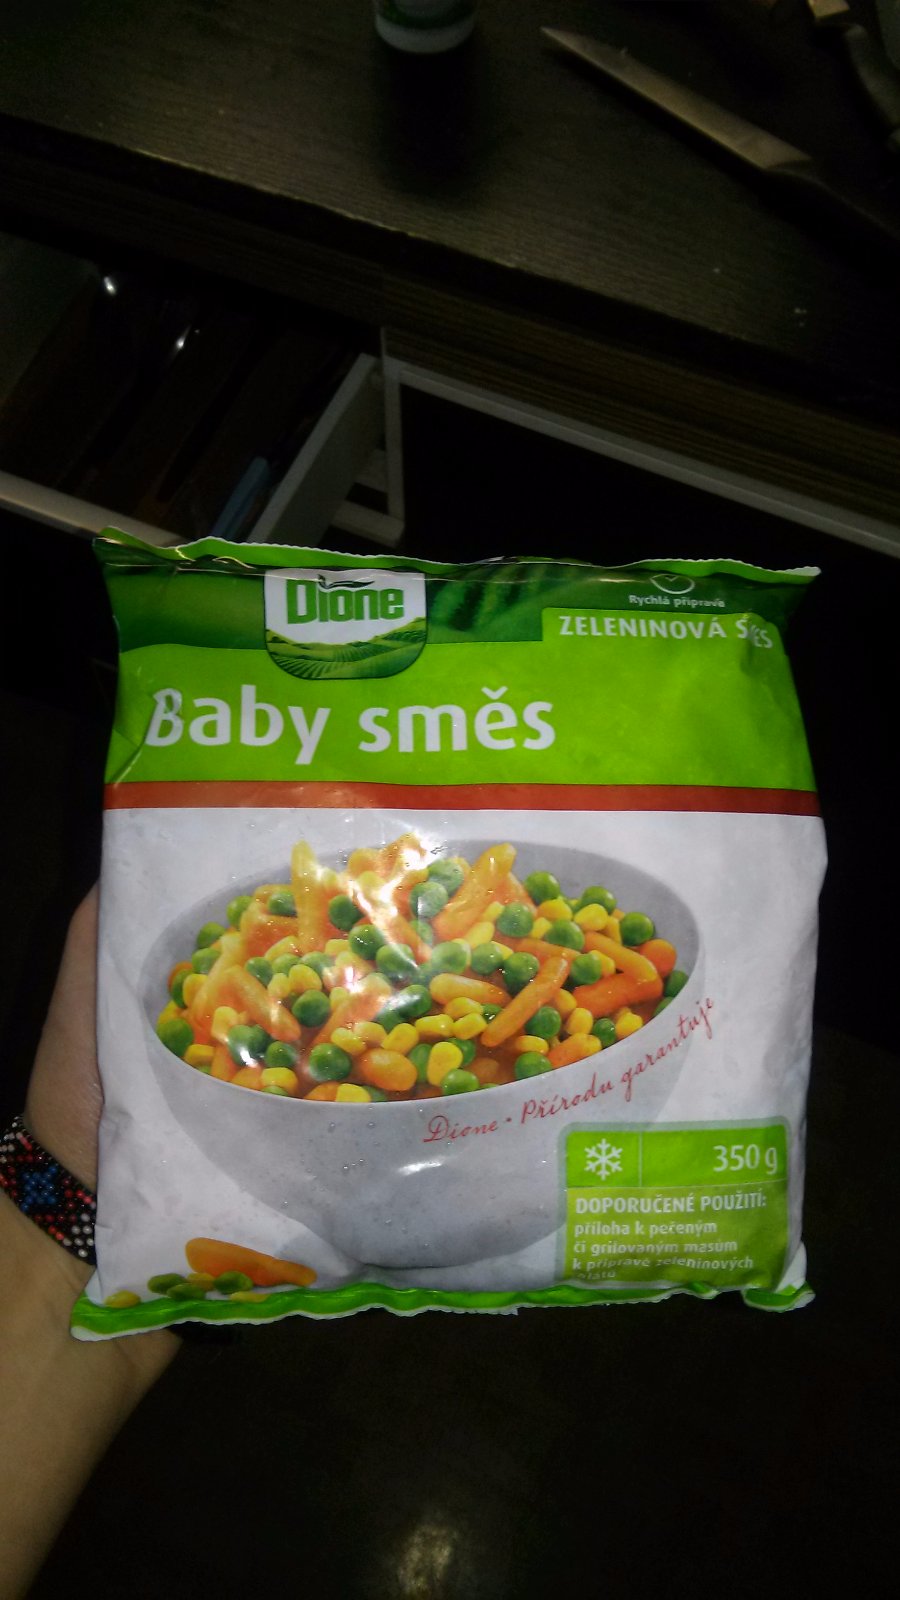 Dione
Rychlá příprava
ZELENINOVÁ SMĚS
Baby směs
Dione - Přírodu garantuje
350 g
DOPORUČENÉ POUŽITÍ:
příloha k pečeným
či grilovaným masům
k přípravě zeleninových
salátů